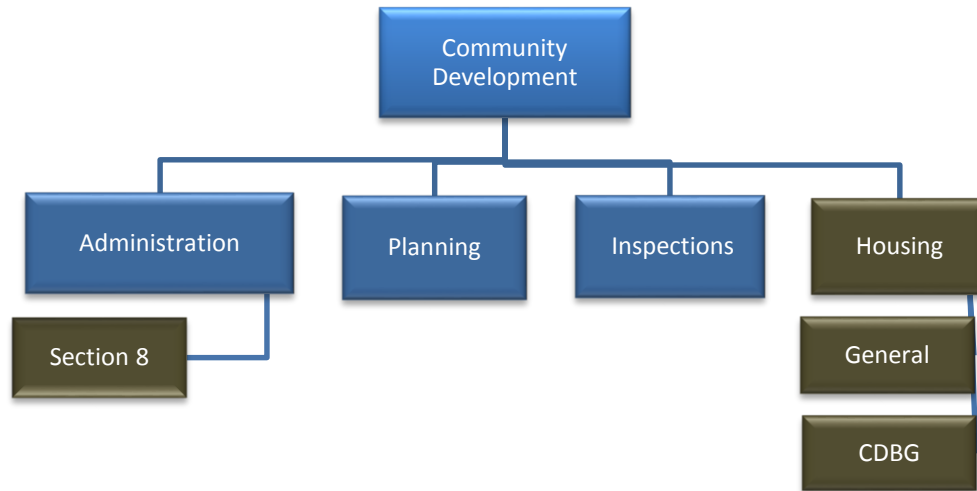 Community
Development
Administration
Planning
Inspections
Housing
Section 8
General
CDBG